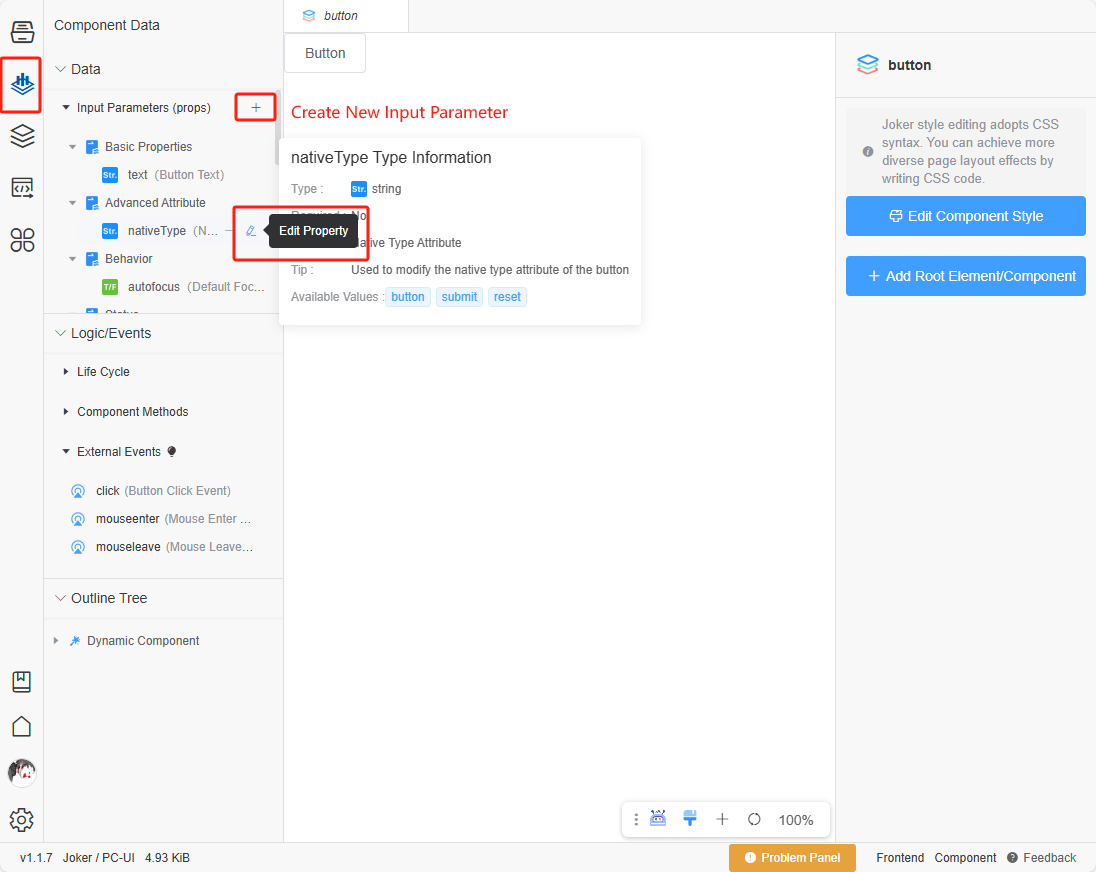 Component Data
button
Button
button
Data
Input Parameters (props)
Create New Input Parameter
Joker style editing adopts CSS
syntax. You can achieve more
diverse page layout effects by
writing CSS code.
Basic Properties
Str. text (Button Text)
nativeType Type Information
Type : Str. string
Advanced Attribute
Edit Component Style
Str. nativeType (N...
Edit Property
Required : No
Native Type Attribute
Behavior
Tip : Used to modify the native type attribute of the button
Add Root Element/Component
T/F autofocus (Default Foc...
Available Values : button submit reset
Status
Logic/Events
Life Cycle
Component Methods
External Events
click (Button Click Event)
mouseenter (Mouse Enter ...
mouseleave (Mouse Leave...
Outline Tree
Dynamic Component
100%
v1.1.7 Joker / PC-UI 4.93 KiB
Problem Panel
Frontend Component Feedback